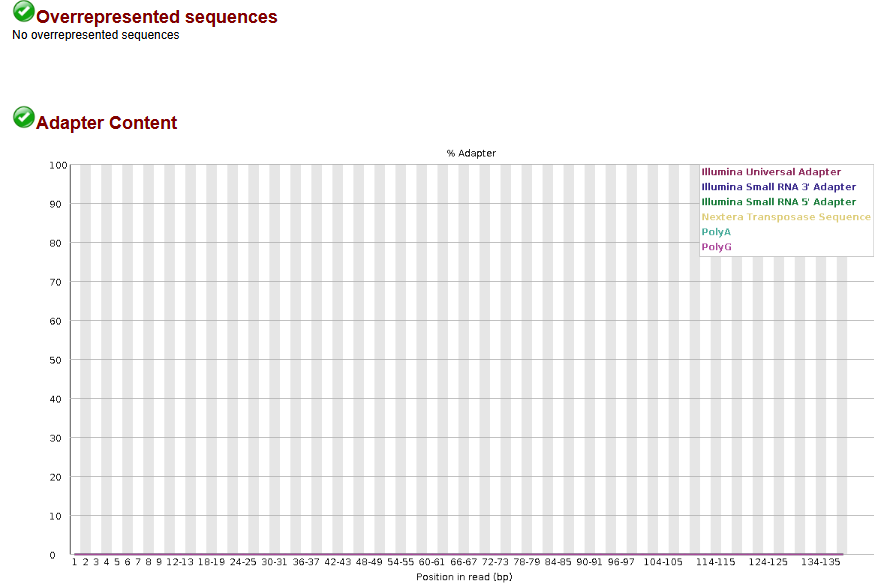 Overrepresented sequences
No overrepresented sequences
Adapter Content
% Adapter
100
90
80
70
60
50
40
30
20
10
0
Illumina Universal Adapter
Illumina Small RNA 3' Adapter
Illumina Small RNA 5' Adapter
Nextera Transposase Sequence
PolyA
PolyG
1 2 3 4 5 6 7 8 9 12-13 18-19 24-25 30-31 36-37 42-43 48-49 54-55 60-61 66-67 72-73 78-79 84-85 90-91 96-97 104-105 114-115 124-125 134-135
Position in read (bp)